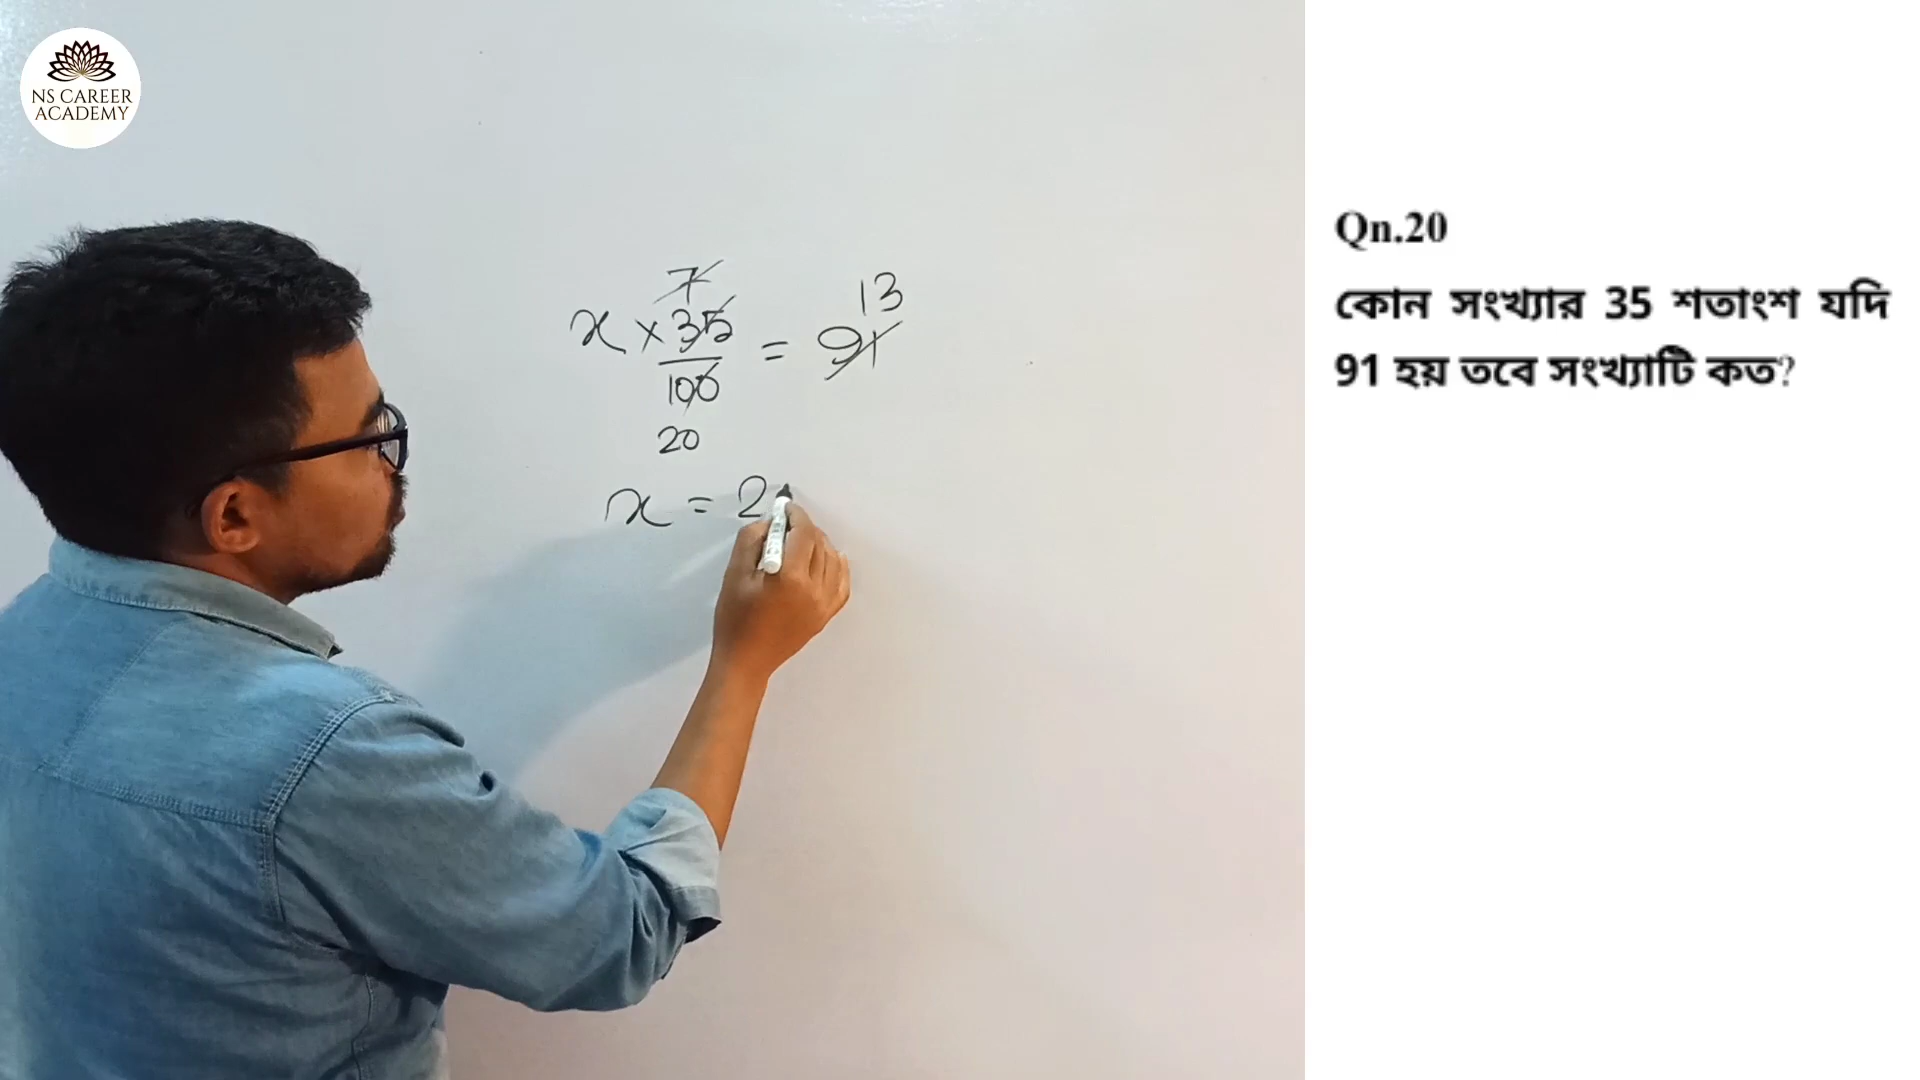 NS CAREER
ACADEMY
7
x × 35 = 91 13
100
20
x = 2
Qn.20
কোন সংখ্যার 35 শতাংশ যদি
91 হয় তবে সংখ্যাটি কত?